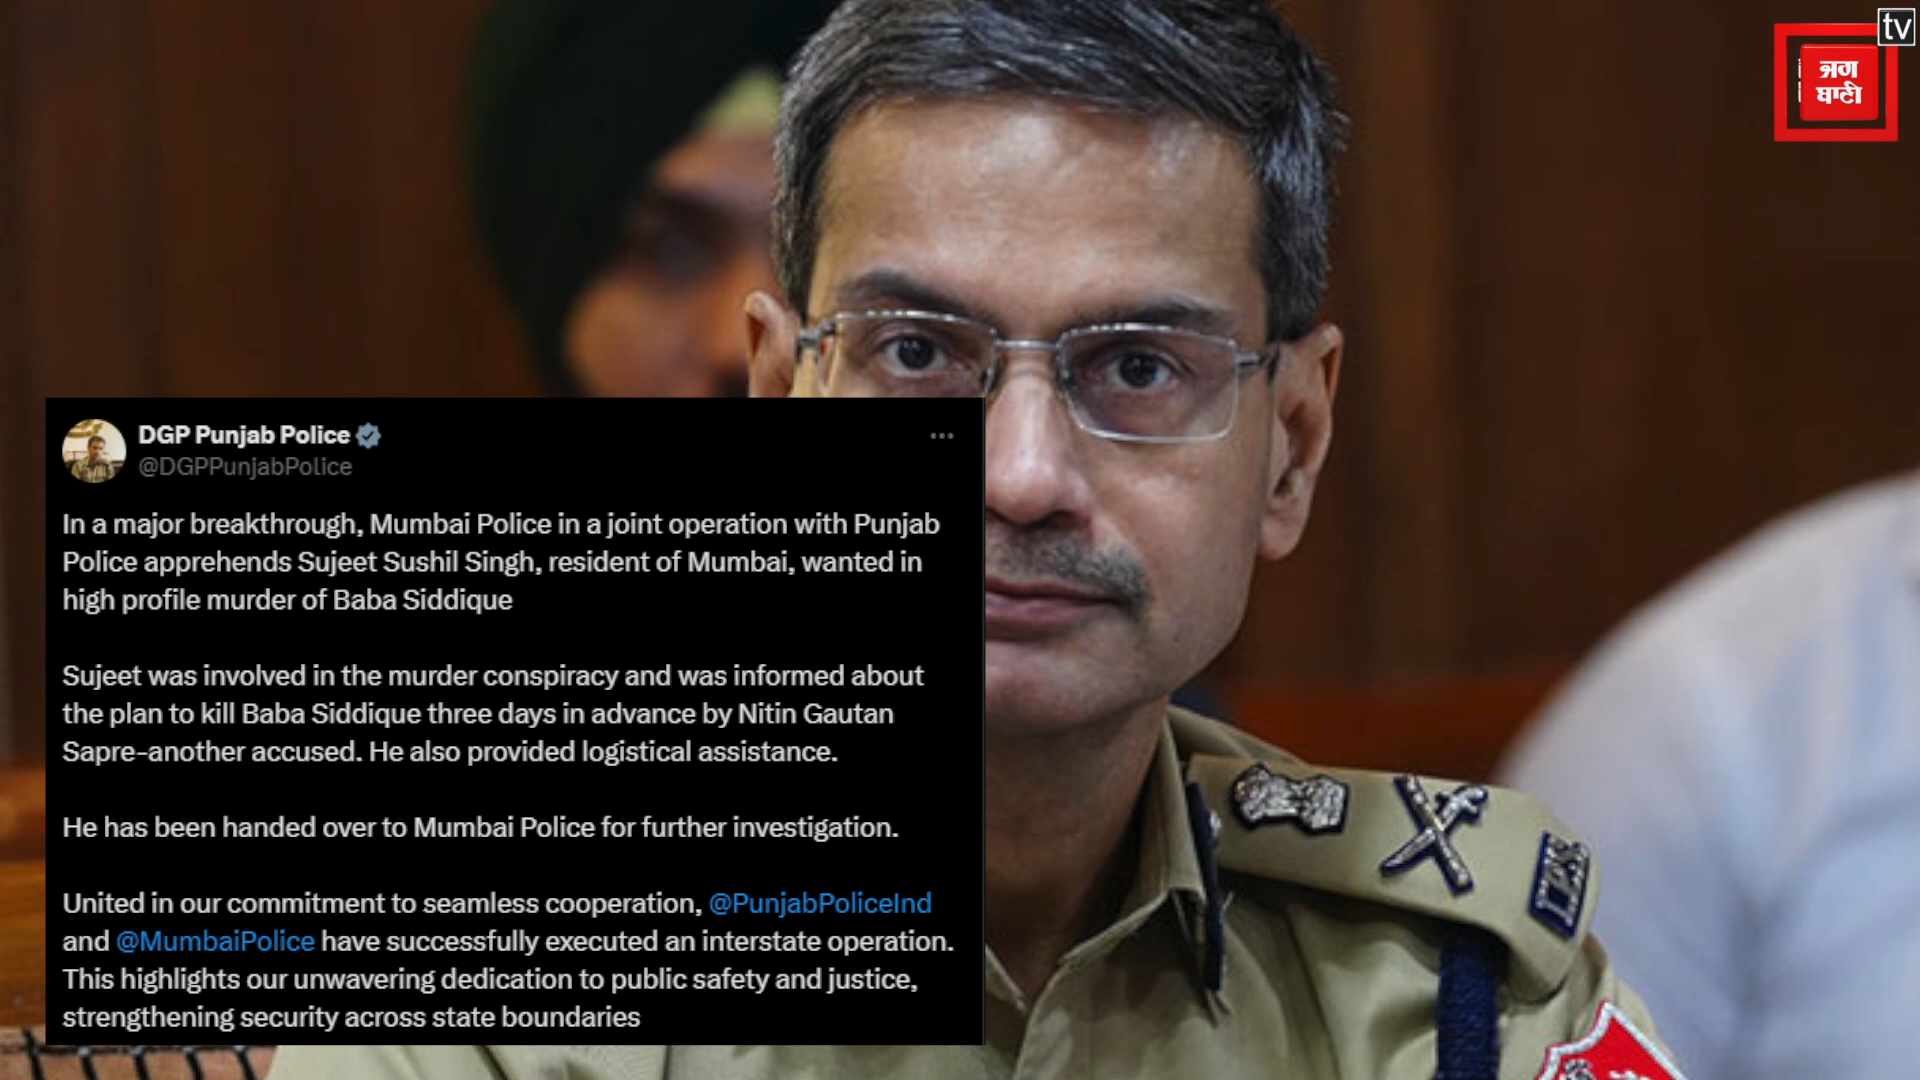 tv
ਜਗ
ਬਾਣੀ
DGP Punjab Police
@DGPPunjabPolice
In a major breakthrough, Mumbai Police in a joint operation with Punjab
Police apprehends Sujeet Sushil Singh, resident of Mumbai, wanted in
high profile murder of Baba Siddique
Sujeet was involved in the murder conspiracy and was informed about
the plan to kill Baba Siddique three days in advance by Nitin Gautan
Sapre-another accused. He also provided logistical assistance.
He has been handed over to Mumbai Police for further investigation.
United in our commitment to seamless cooperation, @PunjabPoliceInd
and @MumbaiPolice have successfully executed an interstate operation.
This highlights our unwavering dedication to public safety and justice,
strengthening security across state boundaries
IPS